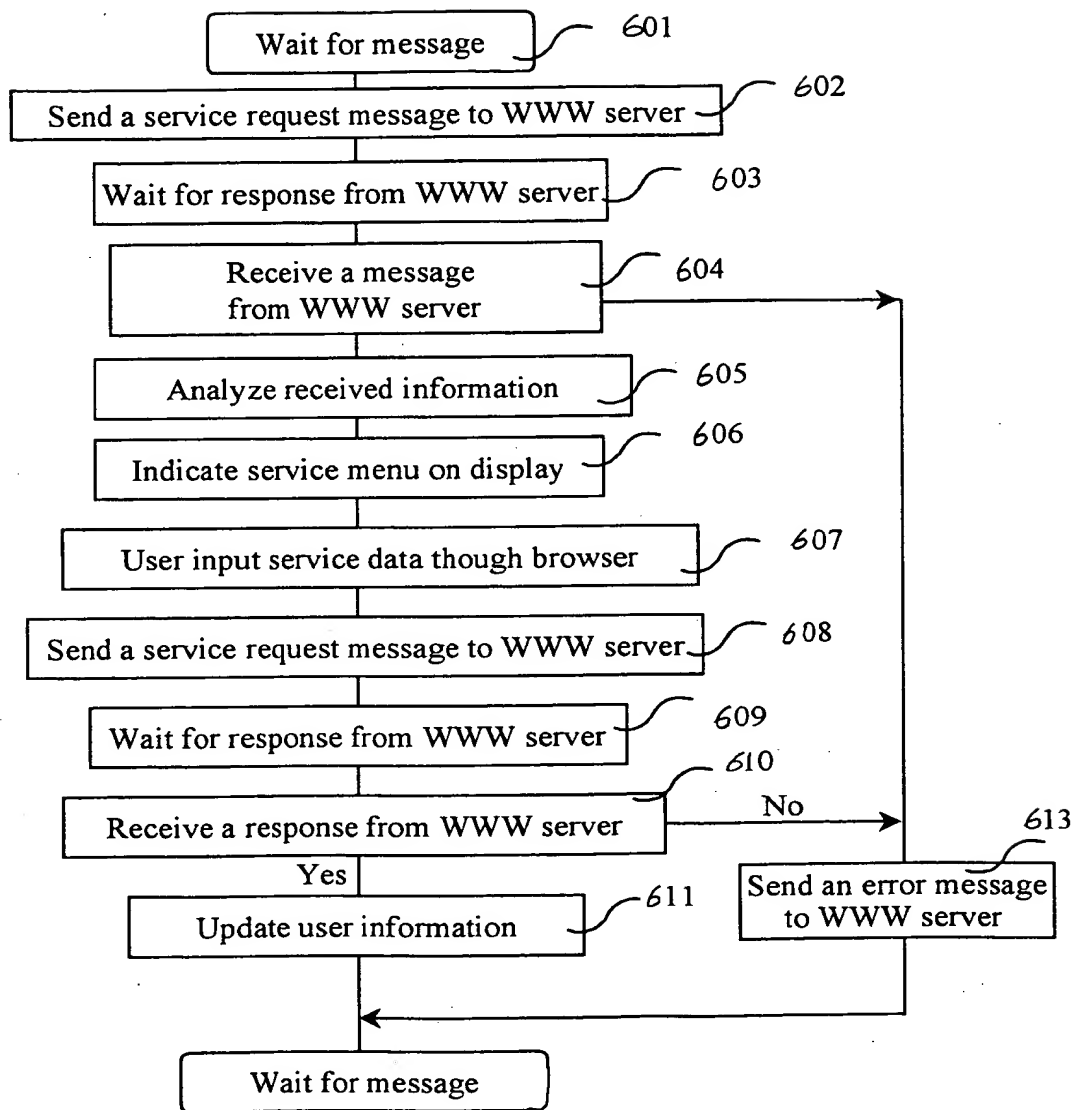 Wait for message
601
Send a service request message to WWW server
602
Wait for response from WWW server
603
Receive a message
from WWW server
604
Analyze received information
605
Indicate service menu on display
606
User input service data though browser
607
Send a service request message to WWW server
608
Wait for response from WWW server
609
Receive a response from WWW server
610
No
Yes
613
Send an error message
to WWW server
Update user information
611
Wait for message